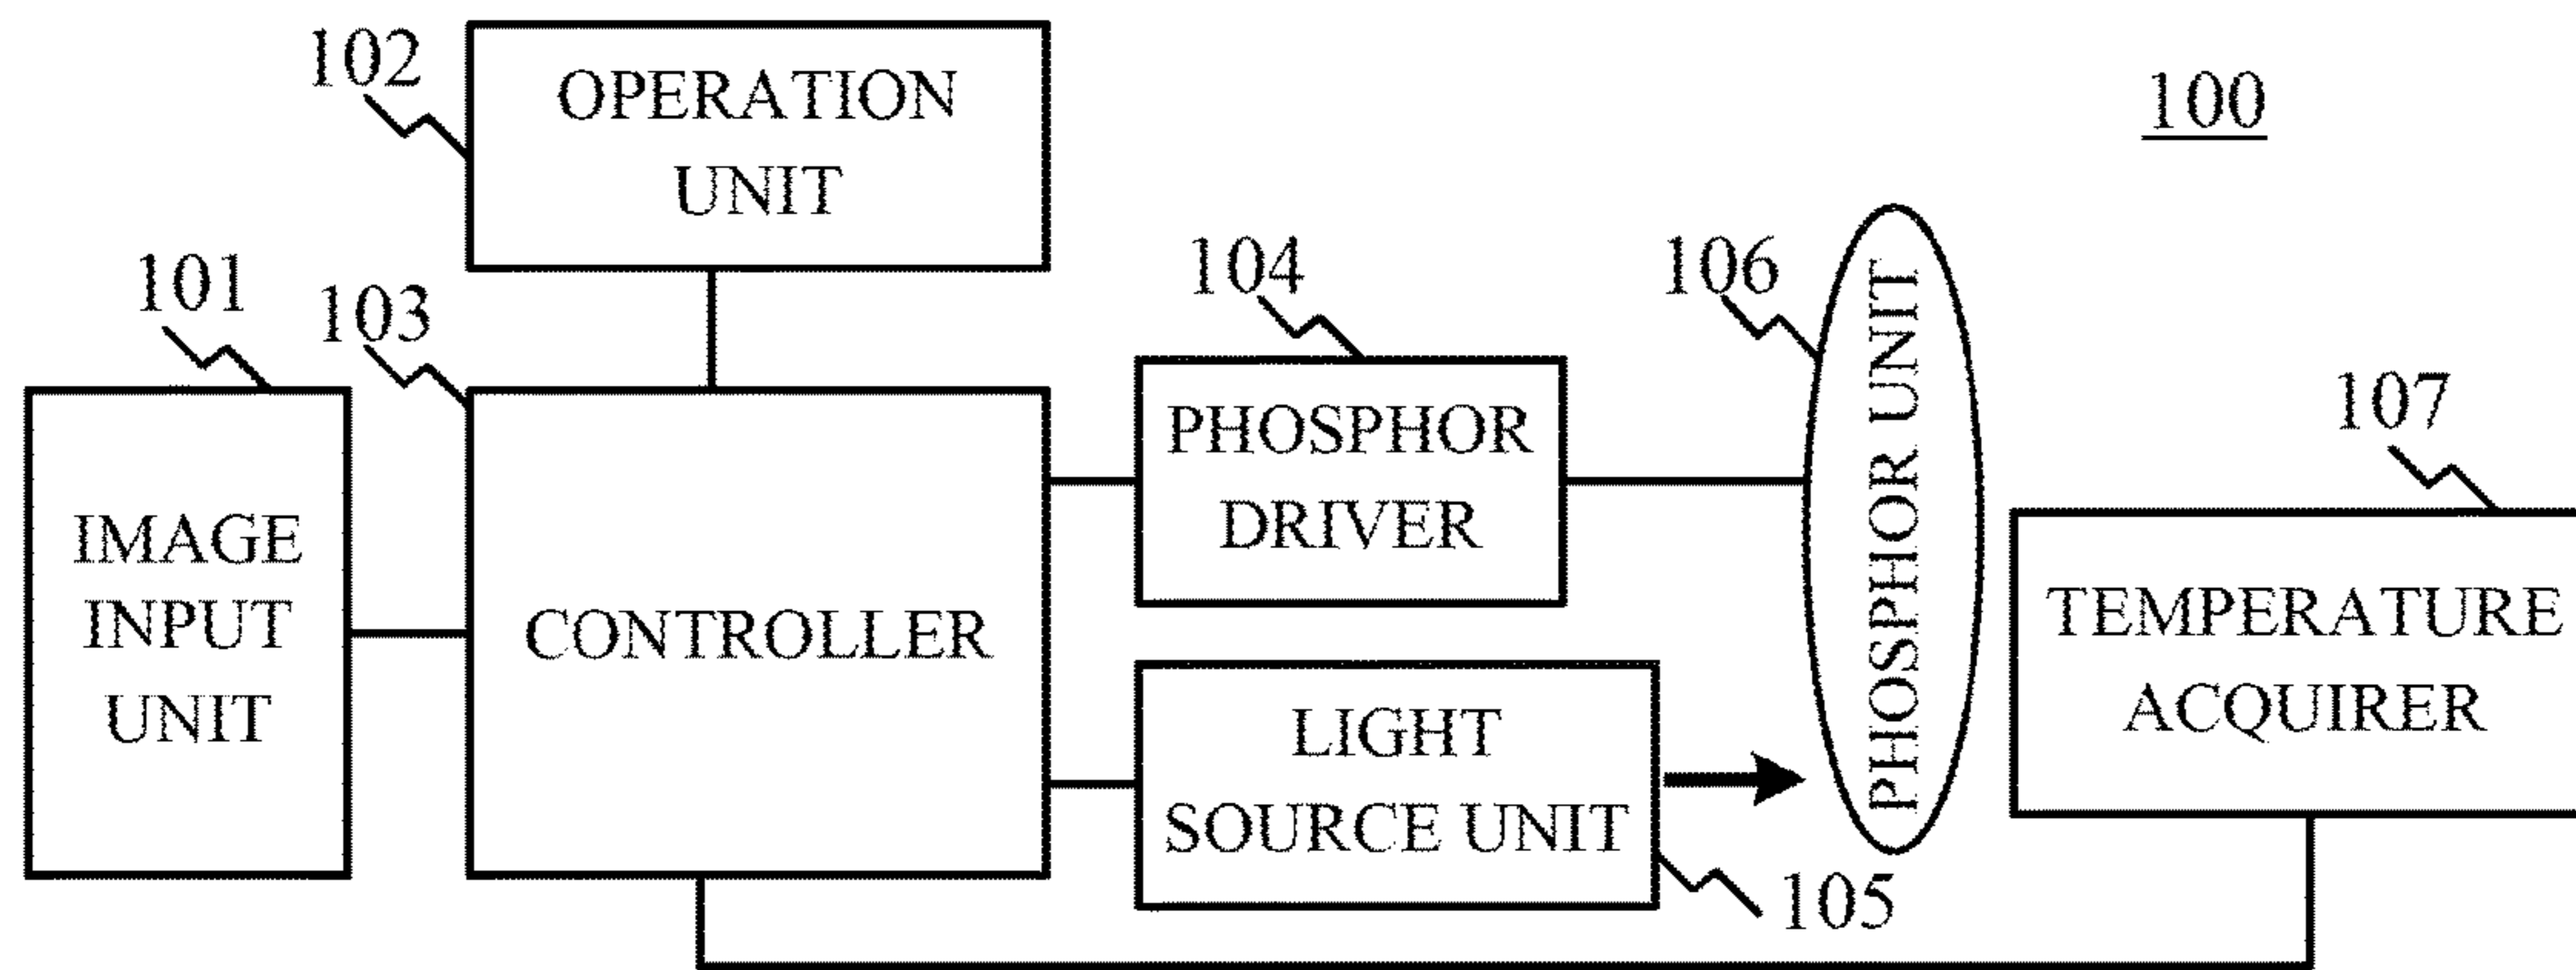 102
OPERATION
UNIT
100
101
103
104
106
107
IMAGE
INPUT
UNIT
CONTROLLER
PHOSPHOR
DRIVER
PHOSPHOR UNIT
LIGHT
SOURCE UNIT
105
TEMPERATURE
ACQUIRER